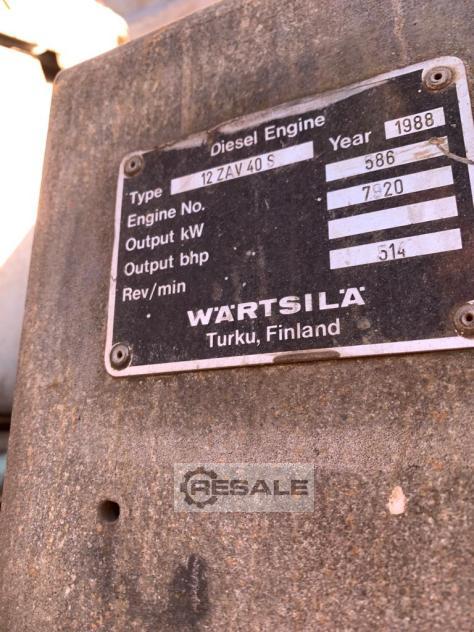 Diesel Engine
Type 12 ZAV 40 S Year 1988
Engine No. 586
Output kW 7920
Output bhp
Rev/min 514
WÄRTSILÄ
Turku, Finland
RESALE